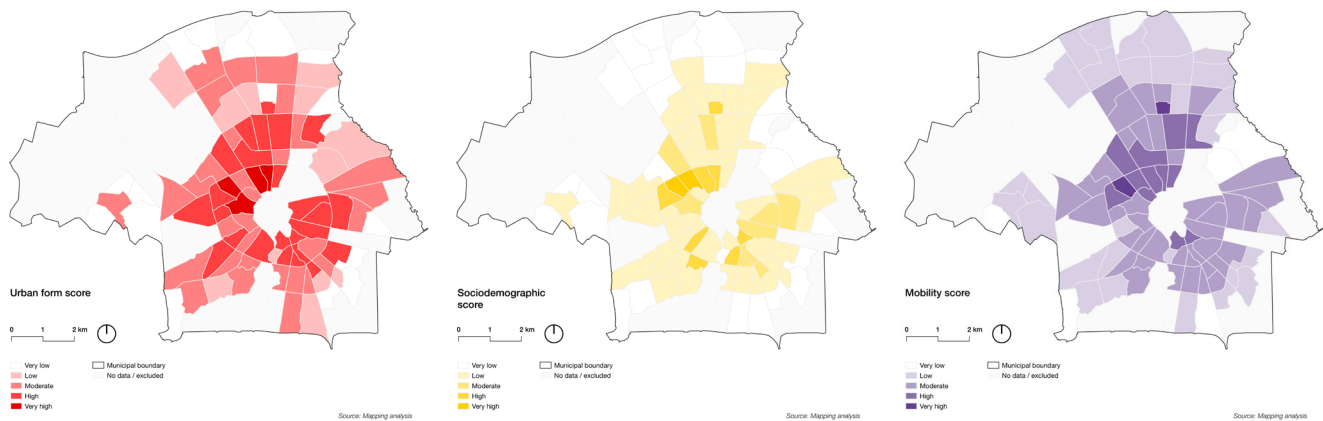 Urban form score
0 1 2 km
Very low
Low
Moderate
High
Very high
Municipal boundary
No data / excluded
Source: Mapping analysis
Sociodemographic
score
0 1 2 km
Very low
Low
Moderate
High
Very high
Municipal boundary
No data / excluded
Source: Mapping analysis
Mobility score
0 1 2 km
Very low
Low
Moderate
High
Very high
Municipal boundary
No data / excluded
Source: Mapping analysis